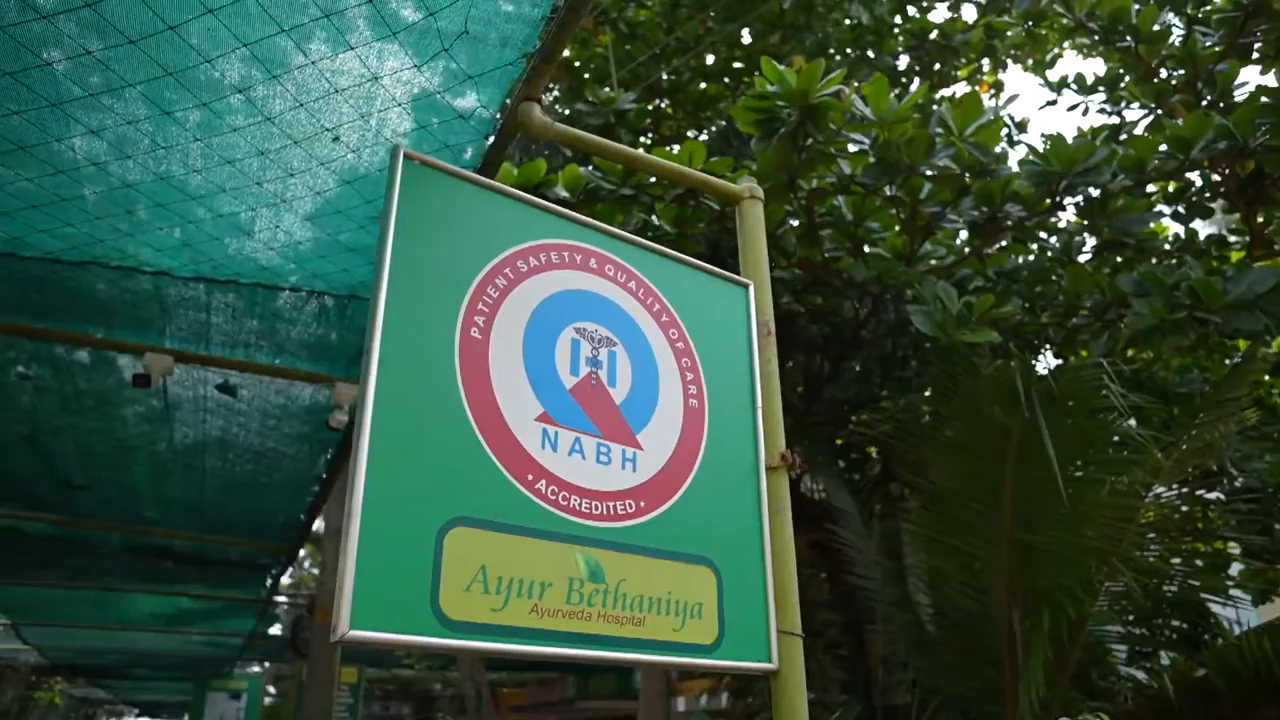 PATIENT SAFETY & QUALITY OF CARE
H
NABH
• ACCREDITED •
Ayur Bethaniya
Ayurveda Hospital